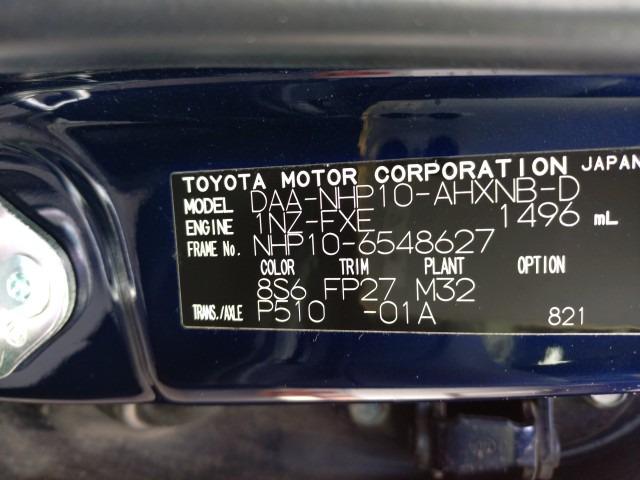 TOYOTA MOTOR CORPORATION JAPAN
MODEL DAA-NHP10-AHXNB-D
ENGINE 1NZ-FXE 1496 mL
FRAME No. NHP10-6548627
COLOR TRIM PLANT OPTION
8S6 FP27 M32
TRANS./AXLE P510 -01A 821